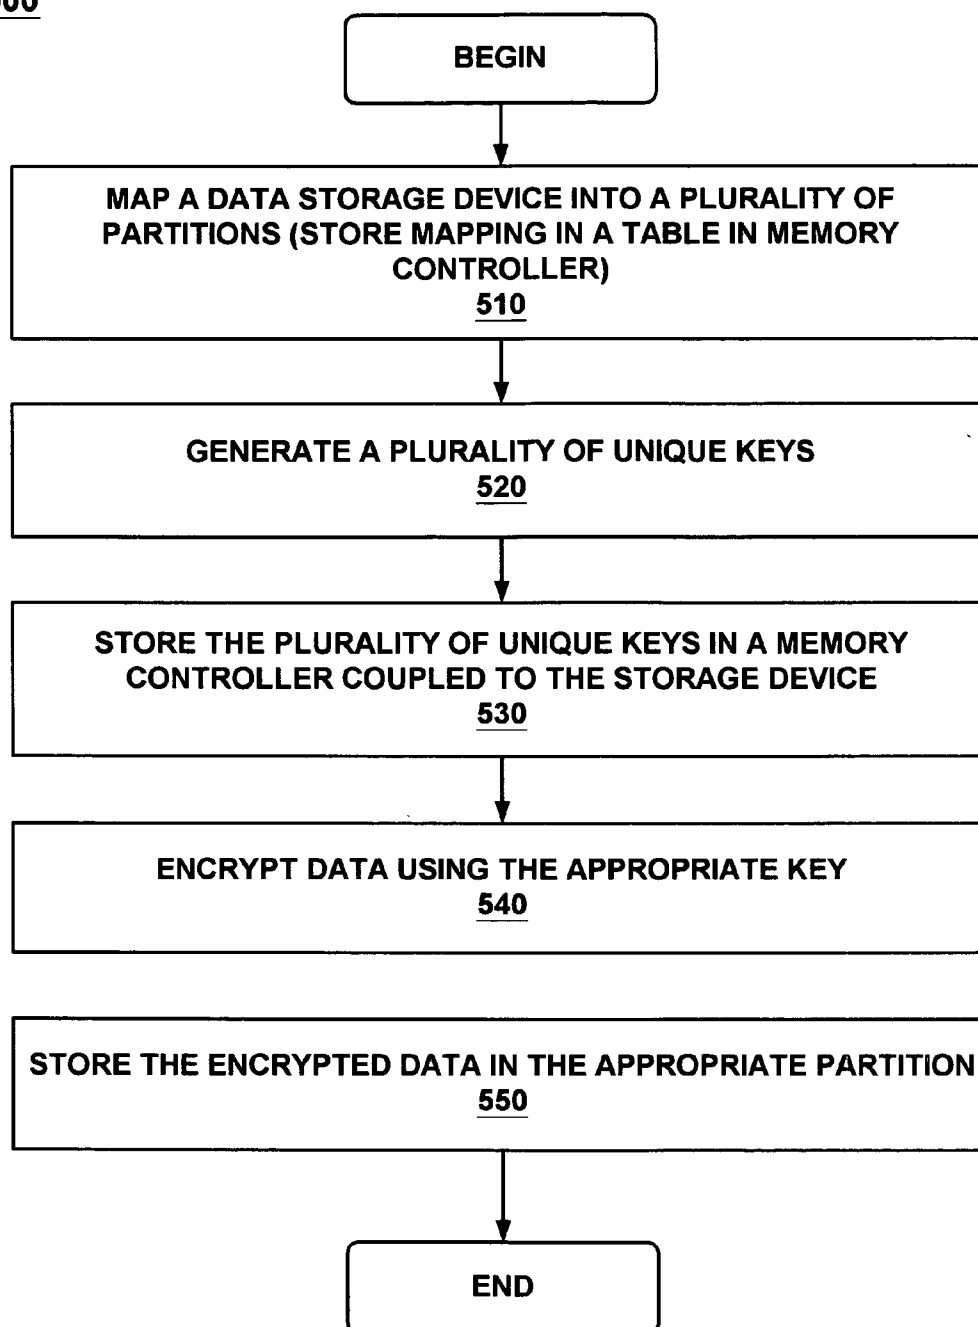 BEGIN
MAP A DATA STORAGE DEVICE INTO A PLURALITY OF
PARTITIONS (STORE MAPPING IN A TABLE IN MEMORY
CONTROLLER)
510
GENERATE A PLURALITY OF UNIQUE KEYS
520
STORE THE PLURALITY OF UNIQUE KEYS IN A MEMORY
CONTROLLER COUPLED TO THE STORAGE DEVICE
530
ENCRYPT DATA USING THE APPROPRIATE KEY
540
STORE THE ENCRYPTED DATA IN THE APPROPRIATE PARTITION
550
END